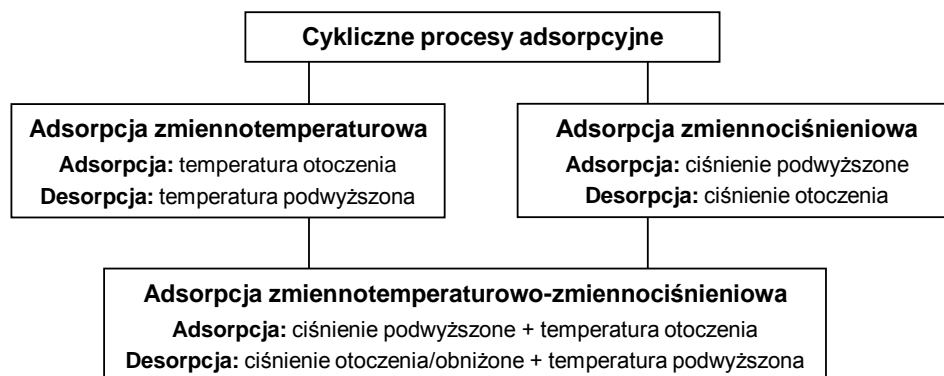 Cykliczne procesy adsorpcyjne
Adsorpcja zmiennotemperaturowa
Adsorpcja: temperatura otoczenia
Desorpcja: temperatura podwyższona
Adsorpcja zmiennociśnieniowa
Adsorpcja: ciśnienie podwyższone
Desorpcja: ciśnienie otoczenia
Adsorpcja zmiennotemperaturowo-zmiennociśnieniowa
Adsorpcja: ciśnienie podwyższone + temperatura otoczenia
Desorpcja: ciśnienie otoczenia/obniżone + temperatura podwyższona